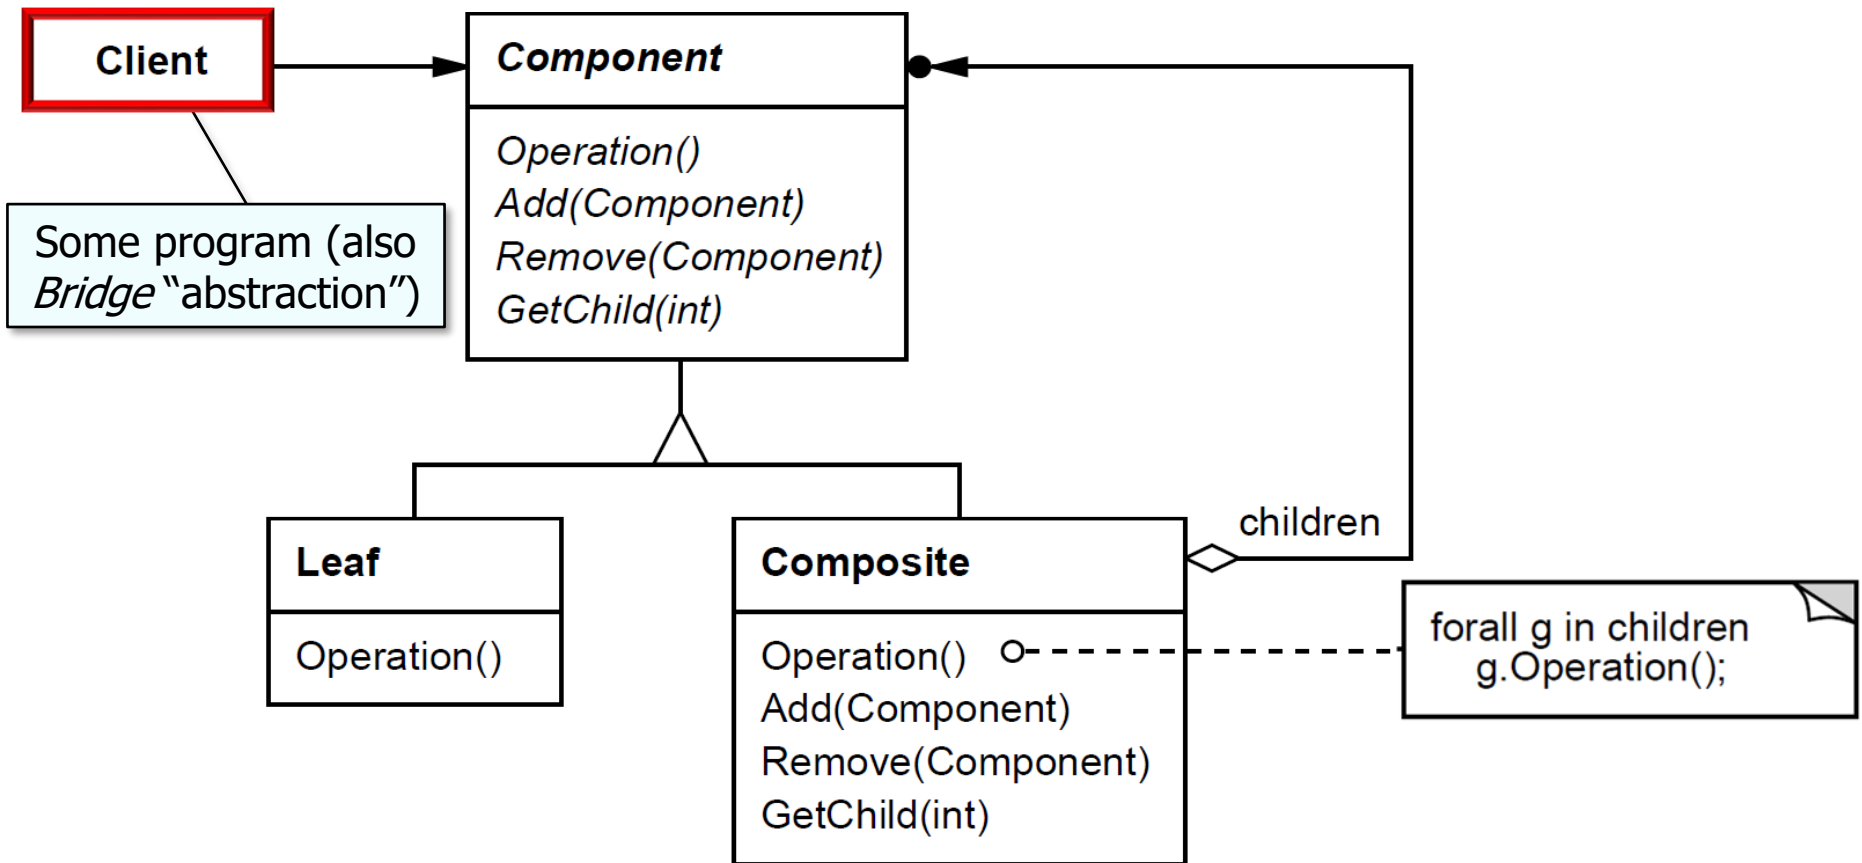 Client
Component
Operation()
Add(Component)
Remove(Component)
GetChild(int)
Some program (also
Bridge “abstraction”)
Leaf
Operation()
Composite
Operation()
Add(Component)
Remove(Component)
GetChild(int)
children
forall g in children
g.Operation();